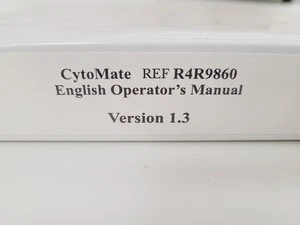 CytoMate REF R4R9860
English Operator's Manual
Version 1.3